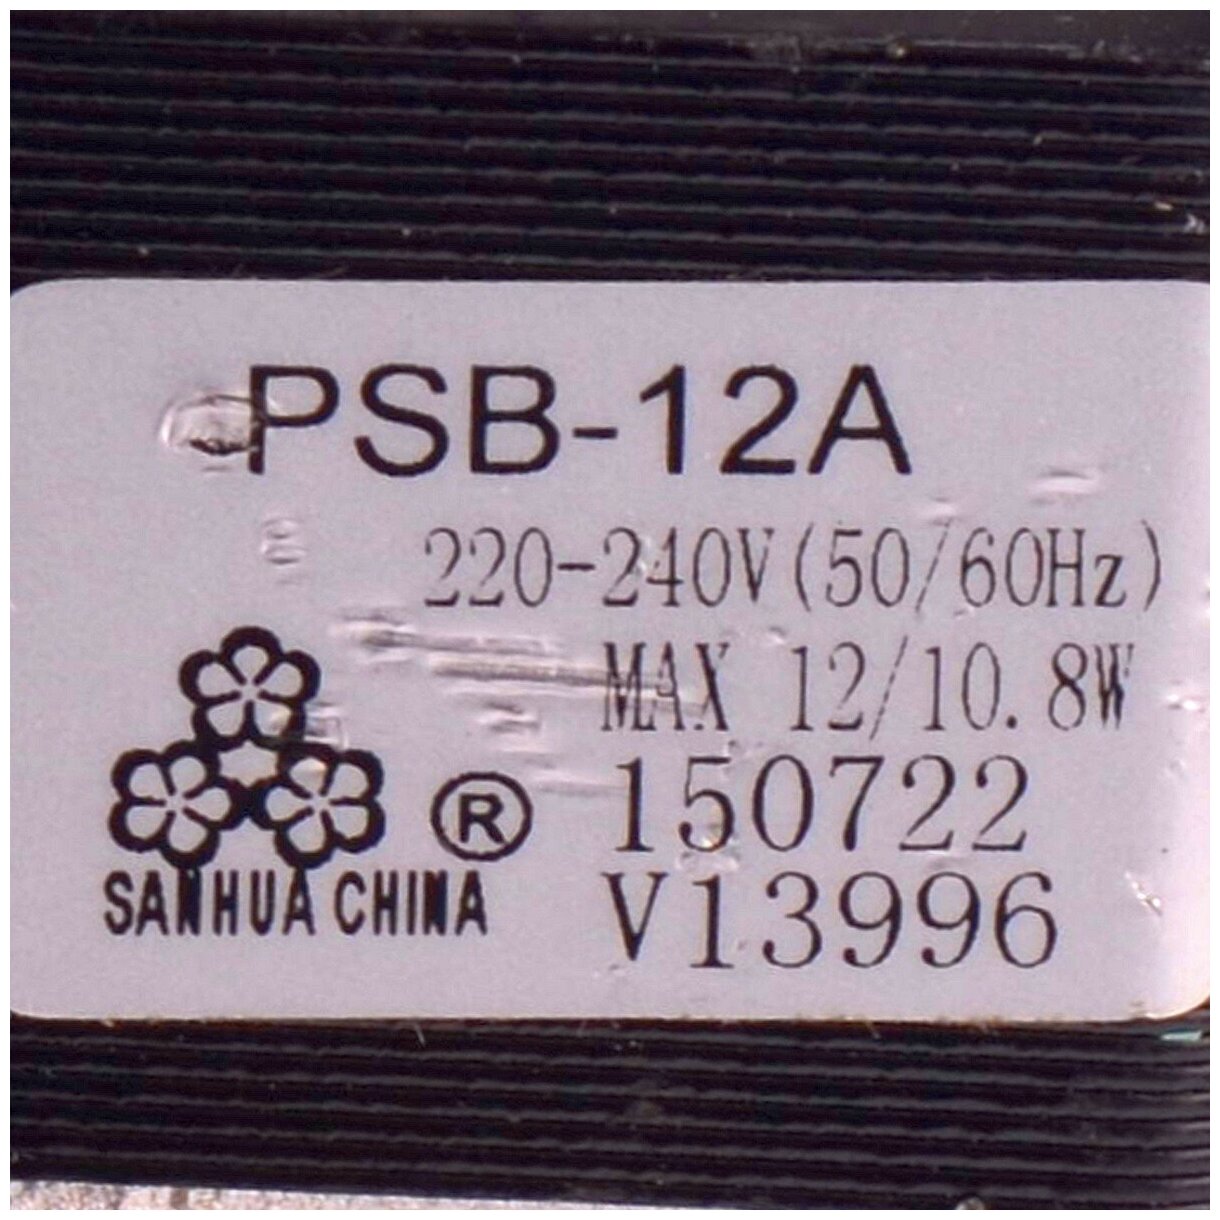 PSB-12A
220-240V(50/60Hz)
MAX 12/10.8W
150722
®
V13996
SANHUA CHINA